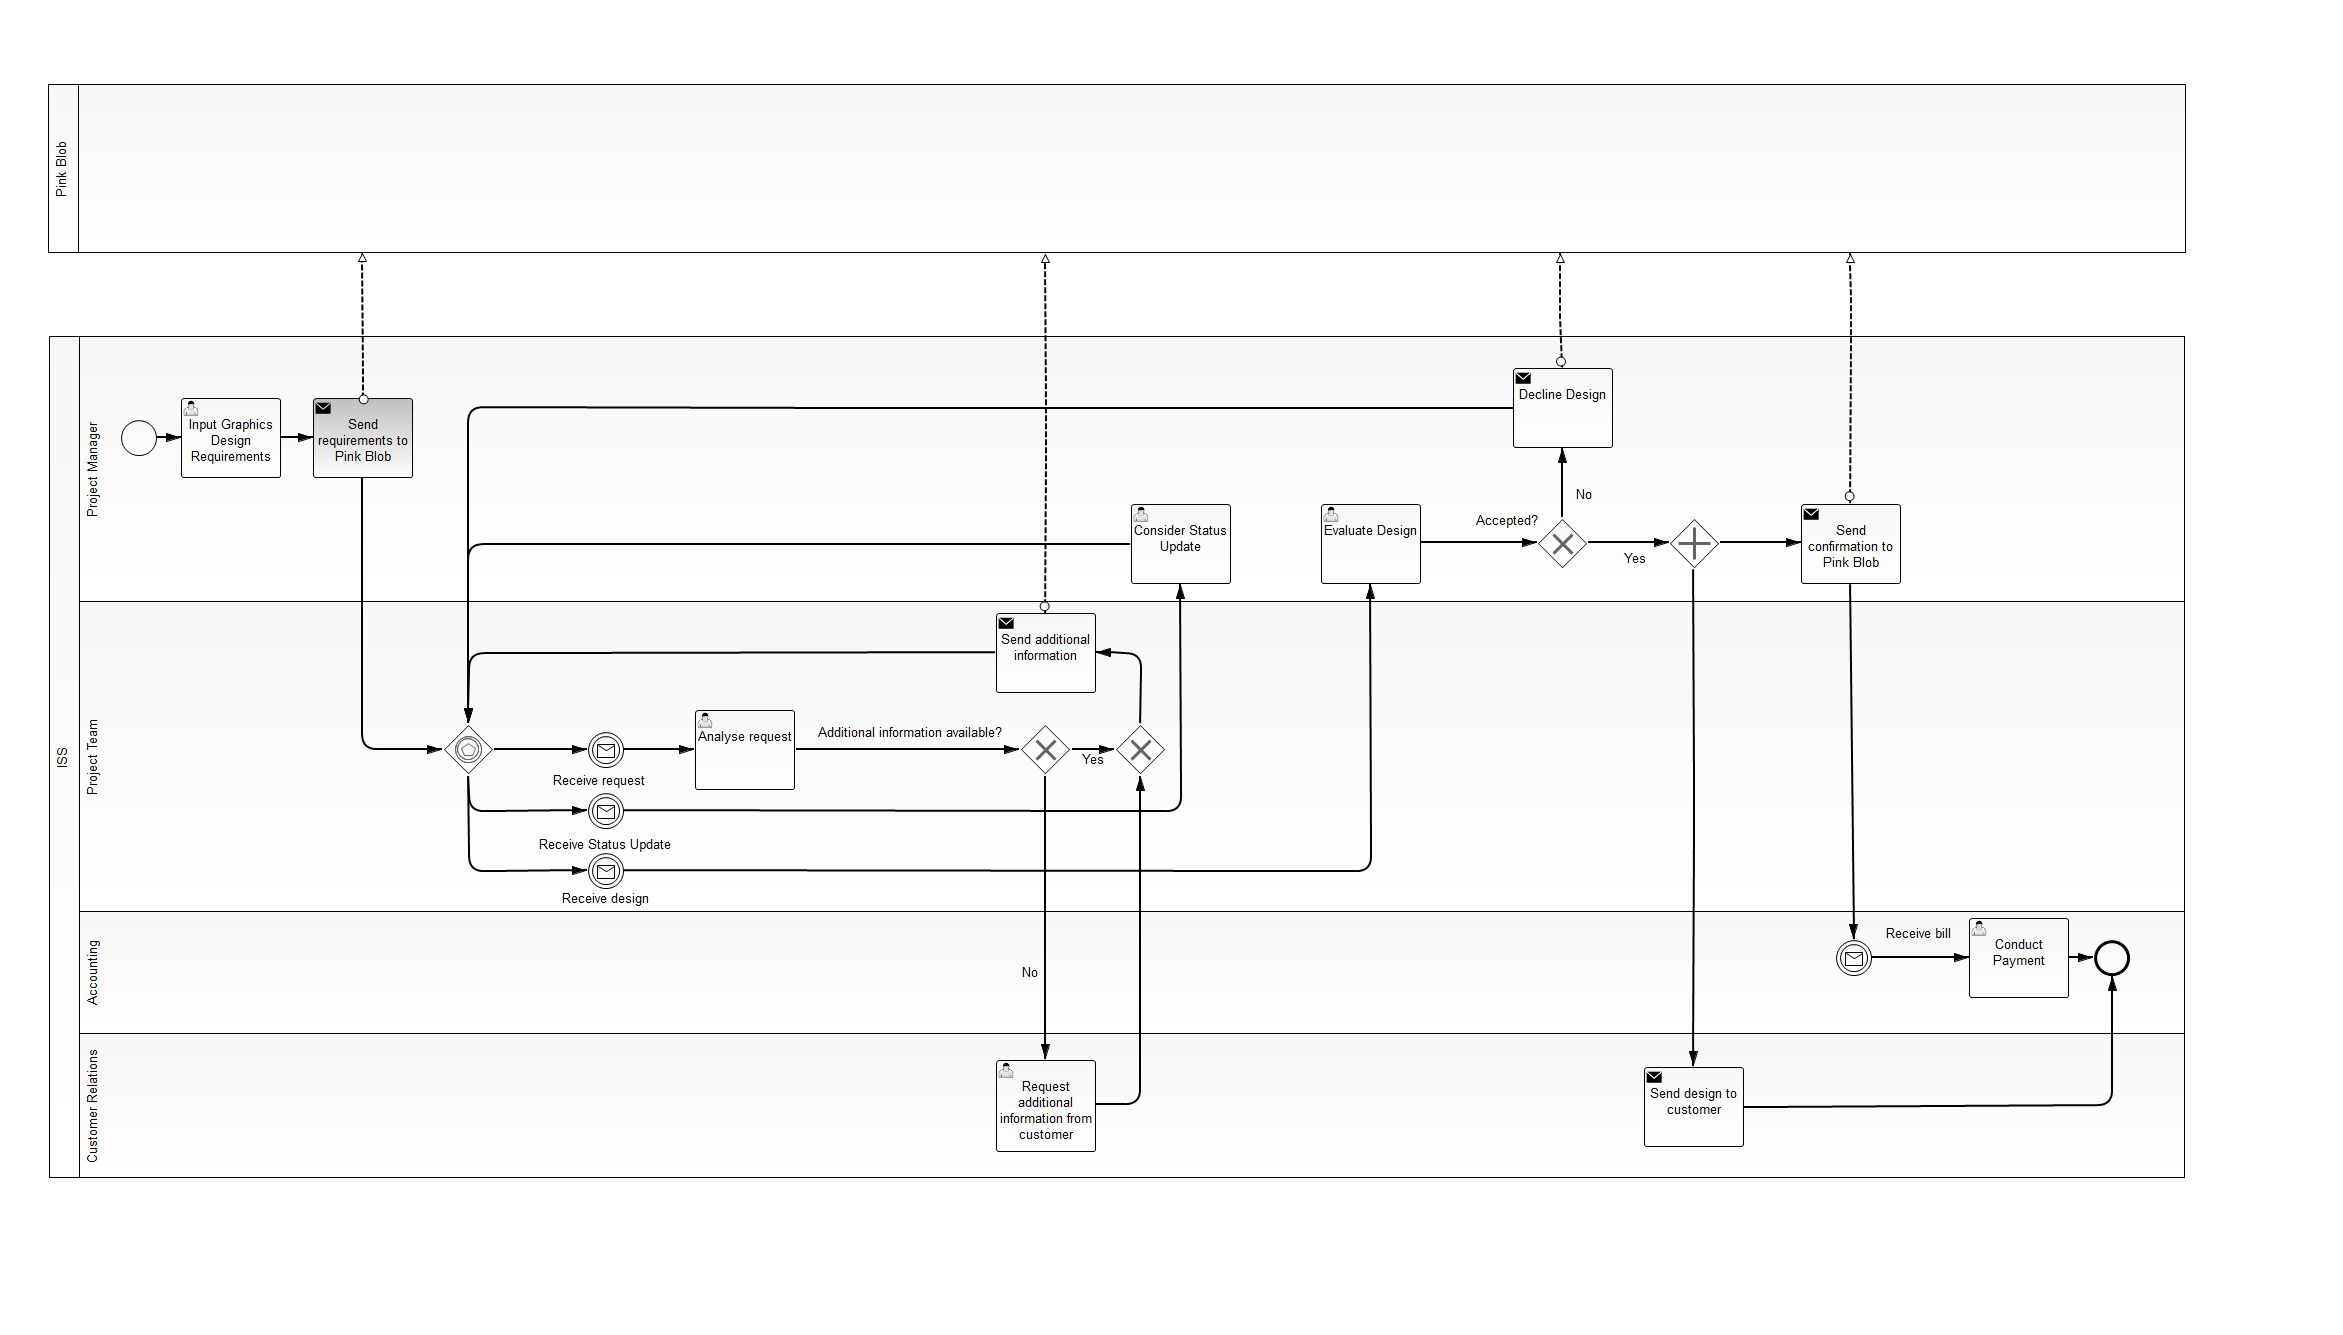 Pink Blob
ISS
Project Manager
Input Graphics
Design
Requirements
Send
requirements to
Pink Blob
Decline Design
No
Consider Status
Update
Evaluate Design
Accepted?
Yes
Send
confirmation to
Pink Blob
Project Team
Send additional
information
Receive request
Analyse request
Additional information available?
Yes
Receive Status Update
Receive design
Accounting
No
Receive bill
Conduct
Payment
Customer Relations
Request
additional
information from
customer
Send design to
customer